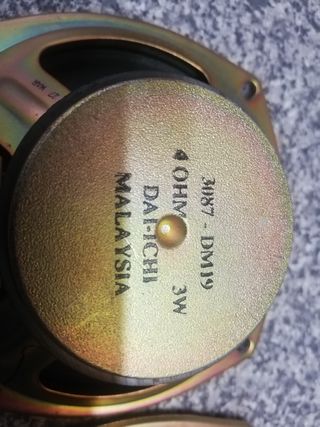 3087 - DM19
4 OHM 3W
DAI-ICHI
MALAYSIA